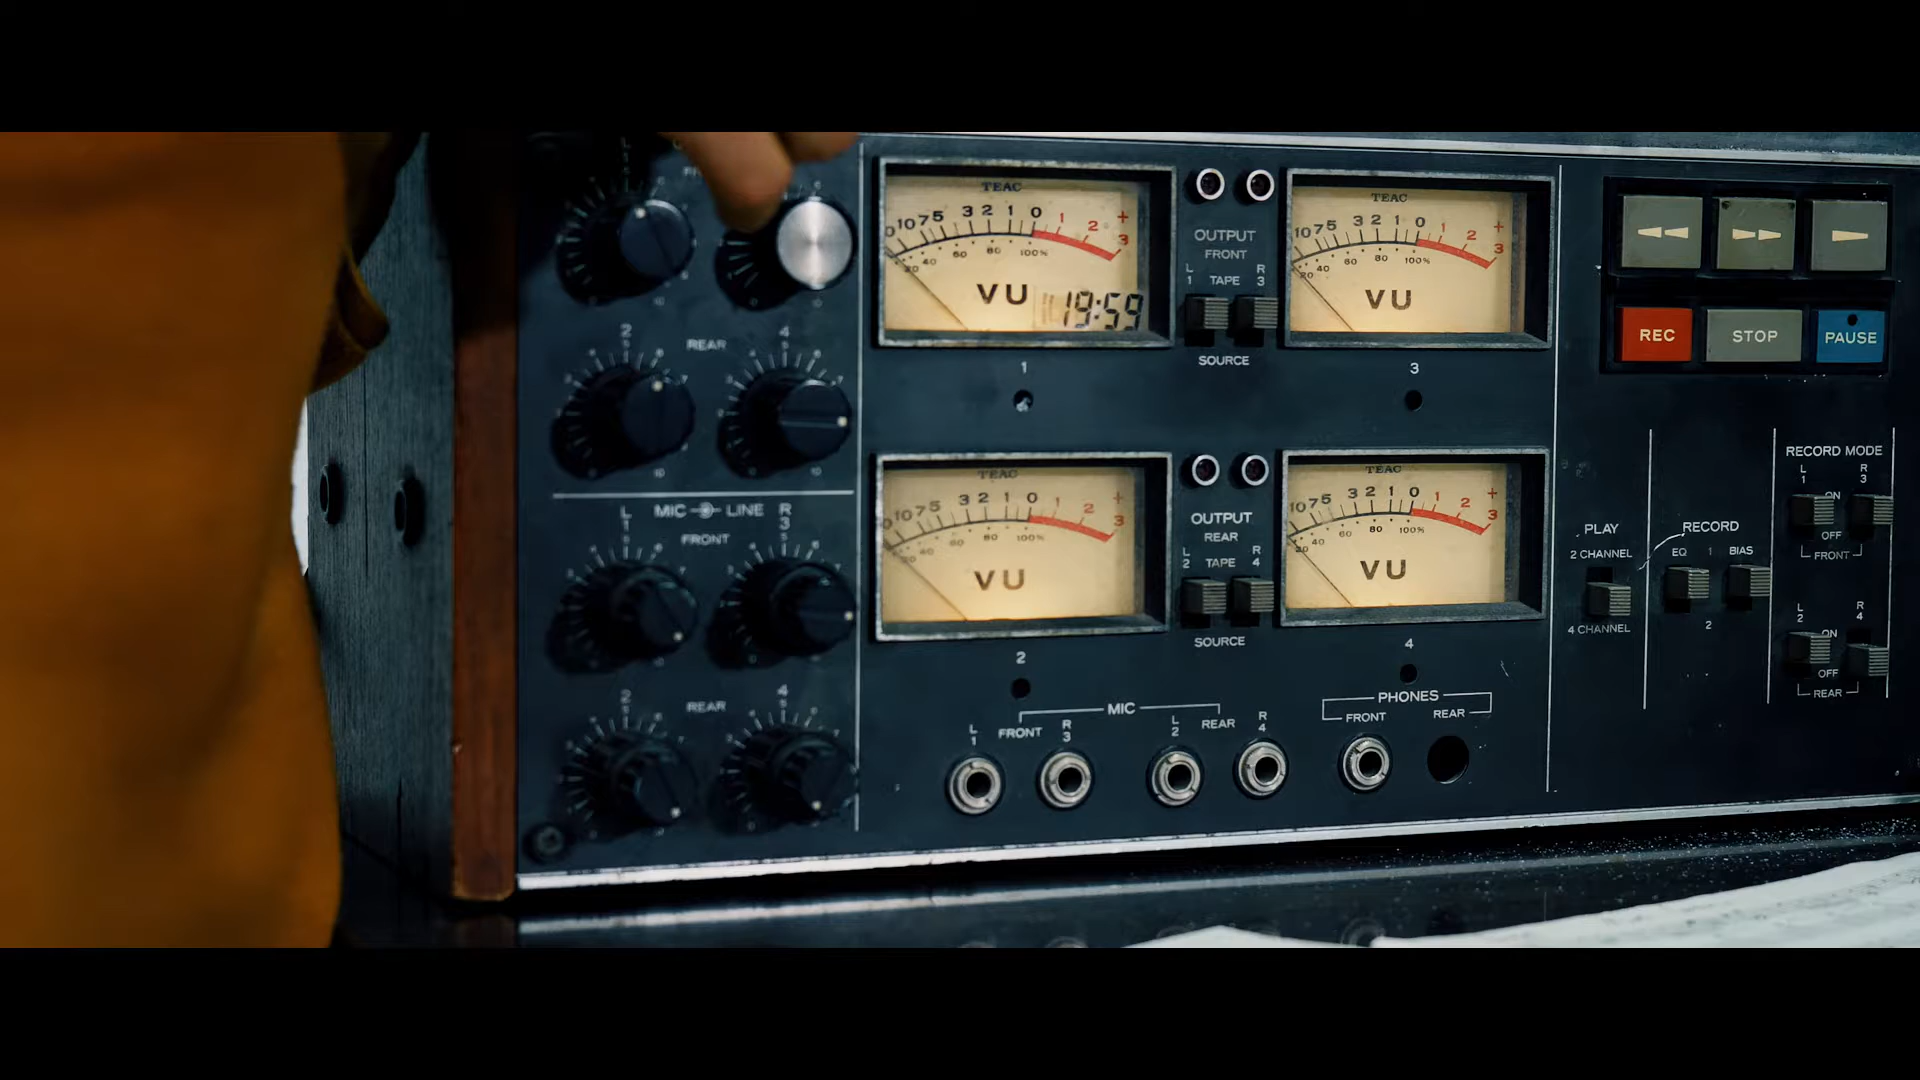 TEAC
10 7 5 3 2 1 0 1 2 3 +
20 40 60 80 100%
VU
19:59
1
OUTPUT
FRONT
L R
1 TAPE 3
SOURCE
TEAC
10 7 5 3 2 1 0 1 2 3 +
20 40 60 80 100%
VU
3
REC STOP PAUSE
2 4
REAR
L MIC LINE R
1 3
FRONT
2 4
REAR
TEAC
10 7 5 3 2 1 0 1 2 3 +
20 40 60 80 100%
VU
2
OUTPUT
REAR
L R
2 TAPE 4
SOURCE
TEAC
10 7 5 3 2 1 0 1 2 3 +
20 40 60 80 100%
VU
4
MIC
L FRONT R L REAR R
1 3 2 4
PHONES
FRONT REAR
PLAY
2 CHANNEL
4 CHANNEL
RECORD
EQ 1 BIAS
2
RECORD MODE
L R
1 3
ON
OFF
FRONT
L R
2 4
ON
OFF
REAR